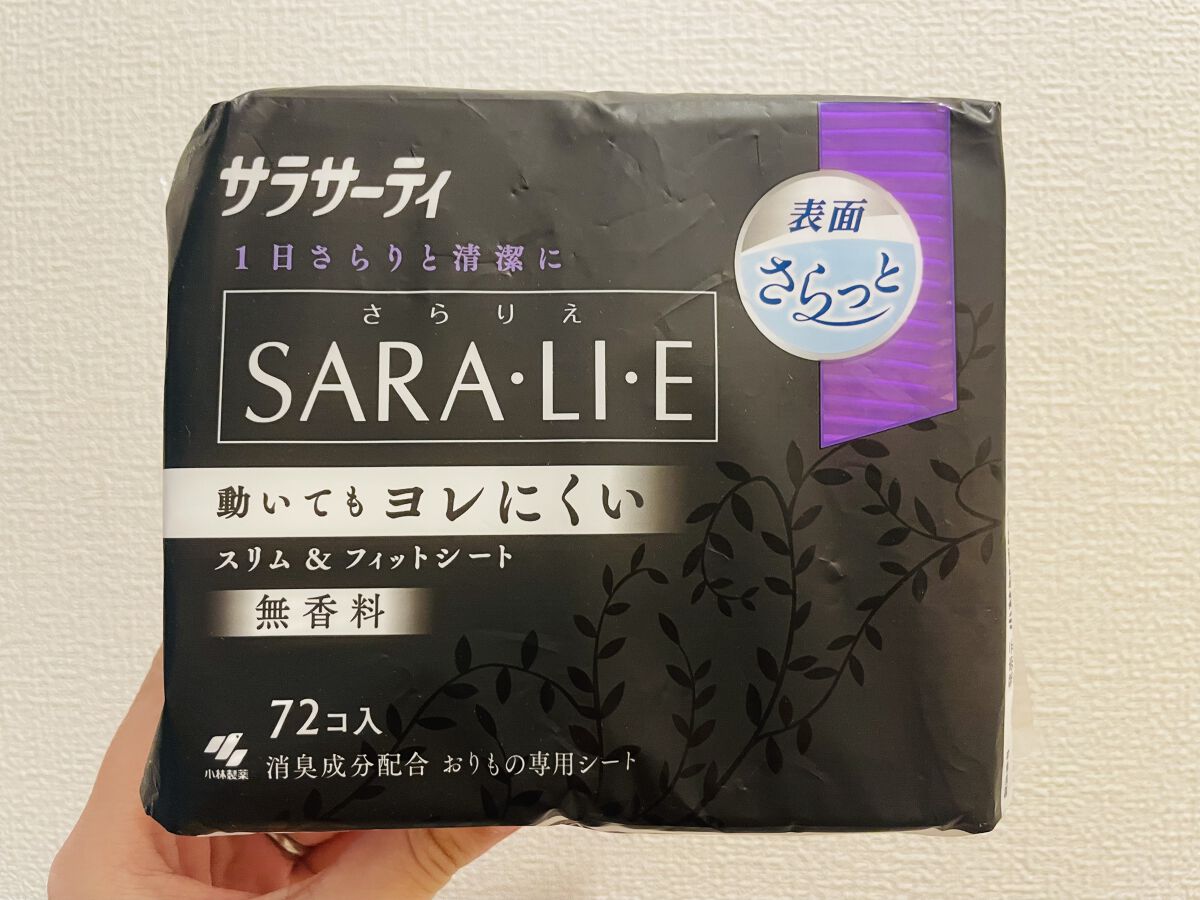 サラサーティ
1日さらりと清潔に
さらりえ
SARA・LI・E
表面
さらっと
動いてもヨレにくい
スリム&フィットシート
無香料
72コ入
小林製薬
消臭成分配合 おりもの専用シート